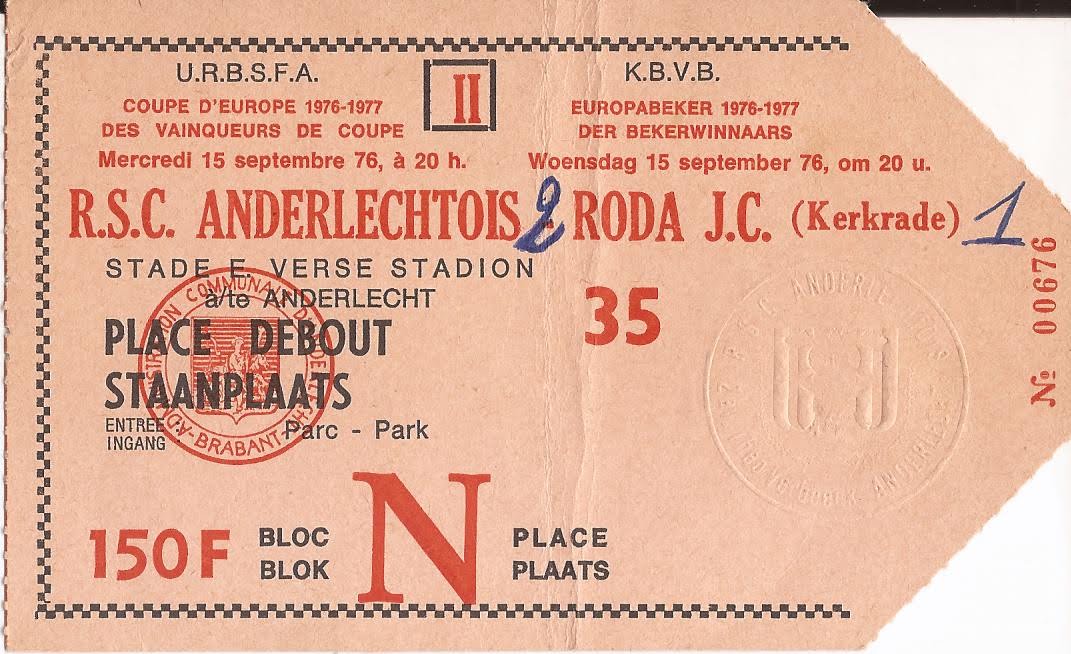 U.R.B.S.F.A.
II
K.B.V.B.
COUPE D'EUROPE 1976-1977
DES VAINQUEURS DE COUPE
EUROPABEKER 1976-1977
DER BEKERWINNAARS
Mercredi 15 septembre 76, à 20 h.
Woensdag 15 september 76, om 20 u.
R.S.C. ANDERLECHTOIS 2 RODA J.C. (Kerkrade) 1
STADE E. VERSE STADION
à/te ANDERLECHT
PLACE DEBOUT
STAANPLAATS
35
ENTREE :
INGANG
Parc - Park
BRABANT
Nº 00676
150 F
BLOC
BLOK
N
PLACE
PLAATS